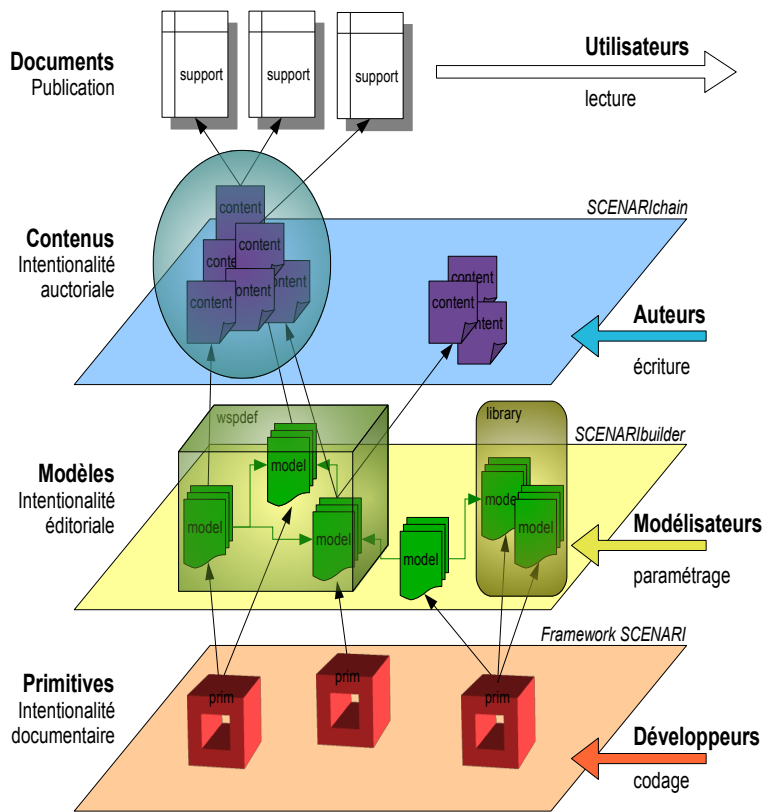 Documents
Publication
support
support
support
Utilisateurs
lecture
SCENARIchain
Contenus
Intentionalité
auctoriale
content
content
content
content
content
content
content
content
content
Auteurs
écriture
wspdef
library
SCENARIbuilder
Modèles
Intentionalité
éditoriale
model
model
model
model
model
model
Modélisateurs
paramétrage
Framework SCENARI
Primitives
Intentionalité
documentaire
prim
prim
prim
Développeurs
codage